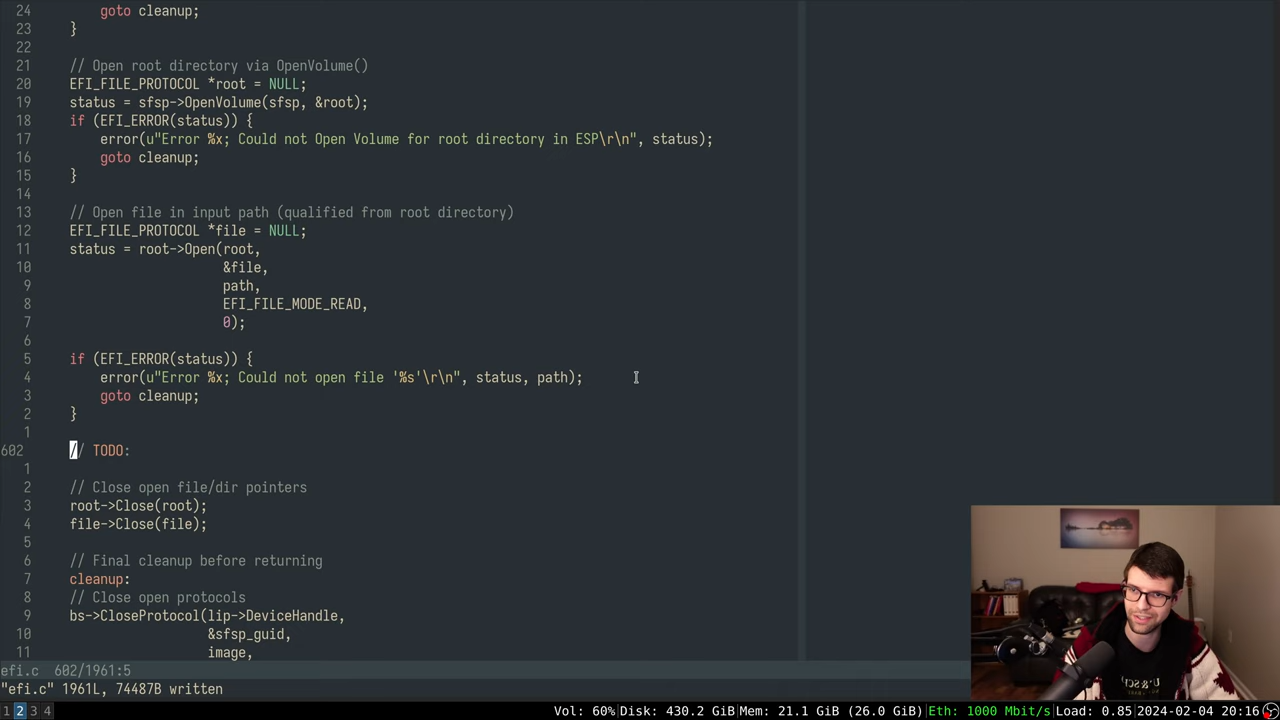 24 goto cleanup;
23 }
22
21 // Open root directory via OpenVolume()
20 EFI_FILE_PROTOCOL *root = NULL;
19 status = sfsp->OpenVolume(sfsp, &root);
18 if (EFI_ERROR(status)) {
17 error(u"Error %x; Could not Open Volume for root directory in ESP\r\n", status);
16 goto cleanup;
15 }
14
13 // Open file in input path (qualified from root directory)
12 EFI_FILE_PROTOCOL *file = NULL;
11 status = root->Open(root,
10 &file,
9 path,
8 EFI_FILE_MODE_READ,
7 0);
6
5 if (EFI_ERROR(status)) {
4 error(u"Error %x; Could not open file '%s'\r\n", status, path);
3 goto cleanup;
2 }
1
602 // TODO:
1
2 // Close open file/dir pointers
3 root->Close(root);
4 file->Close(file);
5
6 // Final cleanup before returning
7 cleanup:
8 // Close open protocols
9 bs->CloseProtocol(lip->DeviceHandle,
10 &sfsp_guid,
11 image,
efi.c 602/1961:5
"efi.c" 1961L, 74487B written
1 2 3 4 Vol: 60% Disk: 430.2 GiB Mem: 21.1 GiB (26.0 GiB) Eth: 1000 Mbit/s Load: 0.85 2024-02-04 20:16